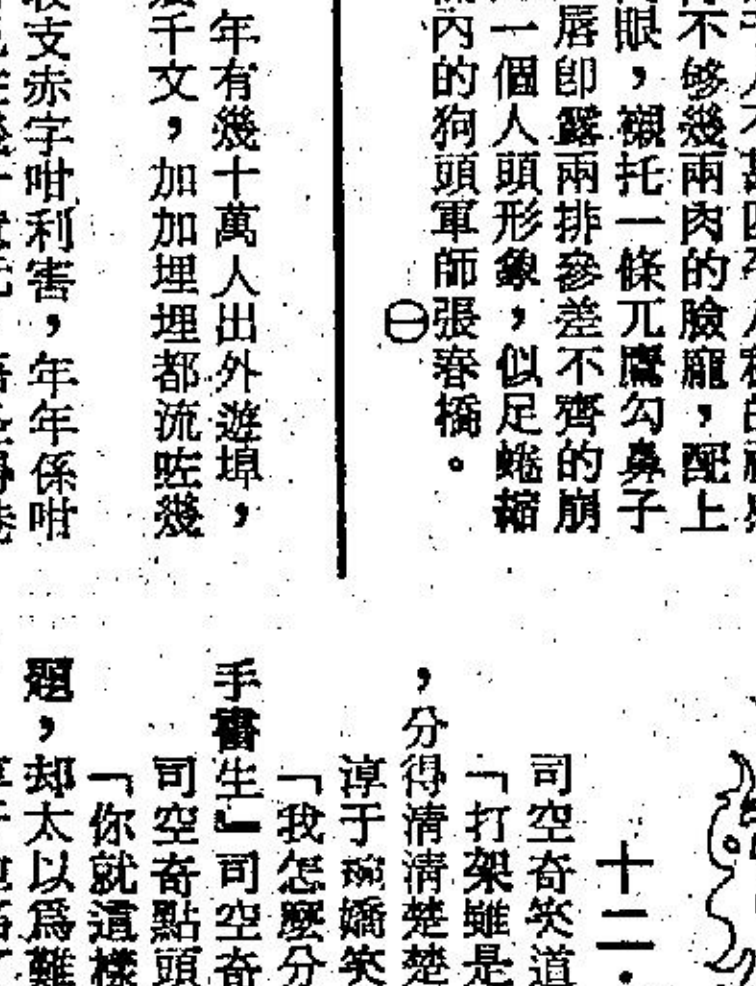 不够幾兩肉的臉龐，配上
眼，襯托一條兀鷹勾鼻子
唇卽露兩排參差不齊的崩
一個人頭形象，似足蜷縮
內的狗頭軍師張春橋。
㊀
年有幾十萬人出外遊埠，
千文，加加埋埋都流咗幾
支赤字咁利害，年年係咁
十二·
司空奇笑道
「打架雖是
，分得清清楚楚
淳于琬嬌笑
「我怎麼分
手書生』司空奇
司空奇點頭
「你就這樣
題，却太以爲難